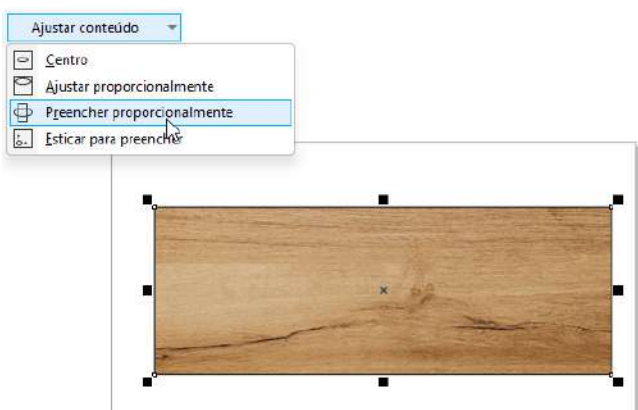 Ajustar conteúdo
Centro
Ajustar proporcionalmente
Preencher proporcionalmente
Esticar para preencher